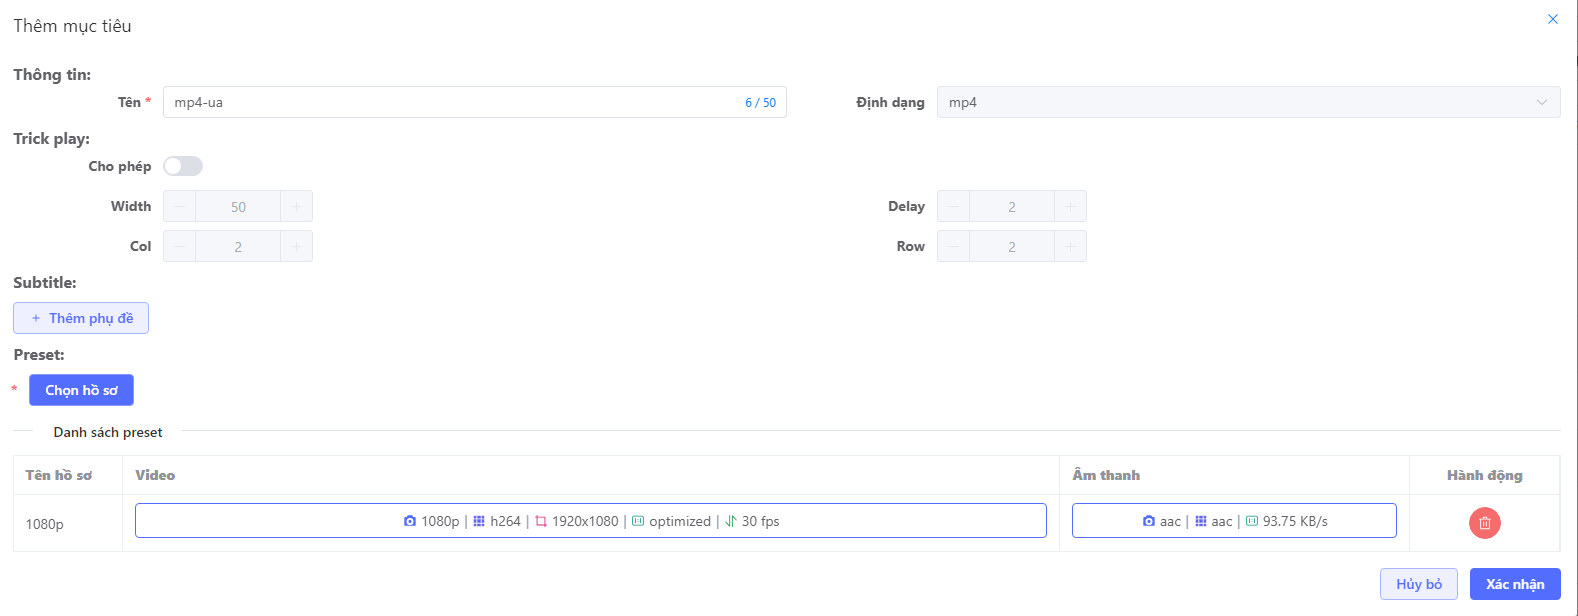 Thêm mục tiêu
Thông tin:
Tên * mp4-ua 6 / 50 Định dạng mp4
Trick play:
Cho phép
Width 50 Delay 2
Col 2 Row 2
Subtitle:
+ Thêm phụ đề
Preset:
* Chọn hồ sơ
Danh sách preset
Tên hồ sơ Video Âm thanh Hành động
1080p 1080p | h264 | 1920x1080 | optimized | 30 fps aac | aac | 93.75 KB/s
Hủy bỏ Xác nhận